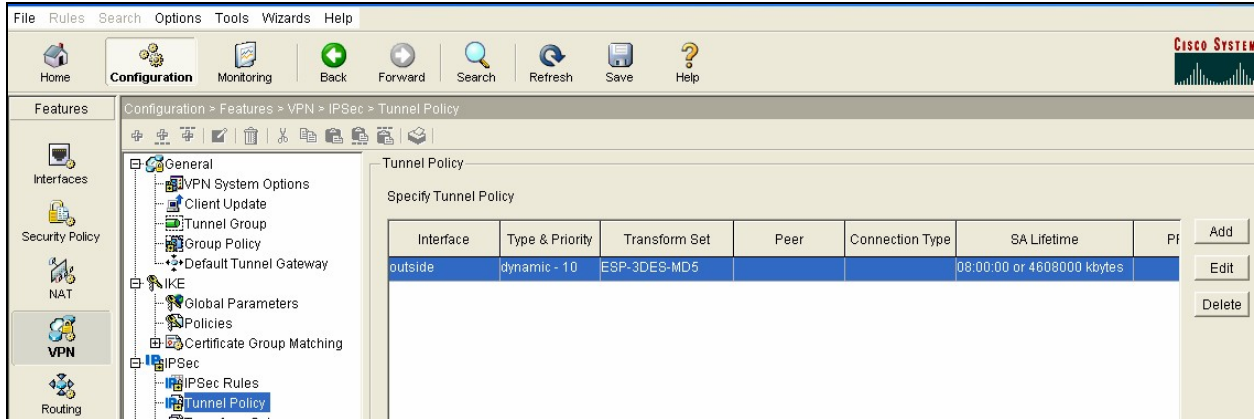 File Rules Search Options Tools Wizards Help
Home Configuration Monitoring Back Forward Search Refresh Save Help
CISCO SYSTEM
Features
Configuration > Features > VPN > IPSec > Tunnel Policy
Interfaces
Security Policy
NAT
VPN
Routing
General
VPN System Options
Client Update
Tunnel Group
Group Policy
Default Tunnel Gateway
IKE
Global Parameters
Policies
Certificate Group Matching
IPSec
IPSec Rules
Tunnel Policy
Tunnel Policy
Specify Tunnel Policy
Interface Type & Priority Transform Set Peer Connection Type SA Lifetime
outside dynamic - 10 ESP-3DES-MD5 08:00:00 or 4608000 kbytes
Add
Edit
Delete